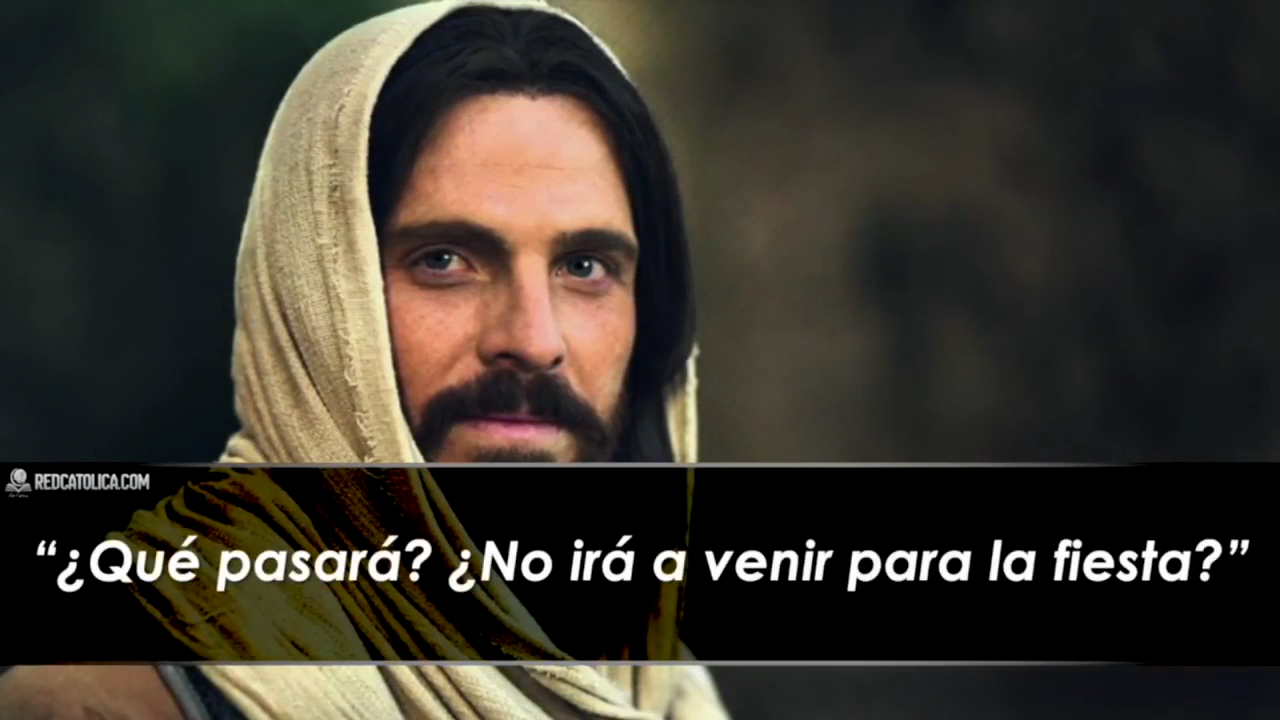 REDCATOLICA.COM
“¿Qué pasará? ¿No irá a venir para la fiesta?”